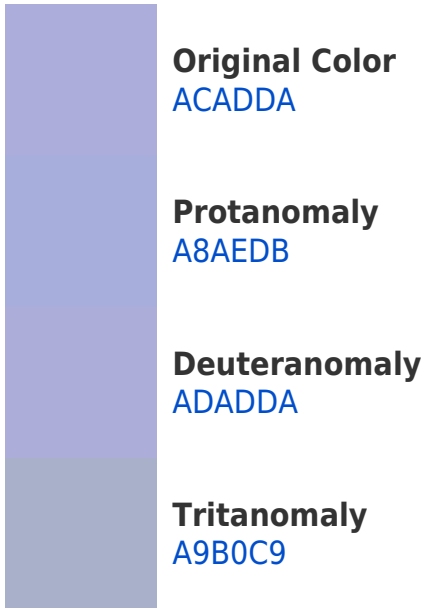 Original Color
ACADDA
Protanomaly
A8AEDB
Deuteranomaly
ADADDA
Tritanomaly
A9B0C9